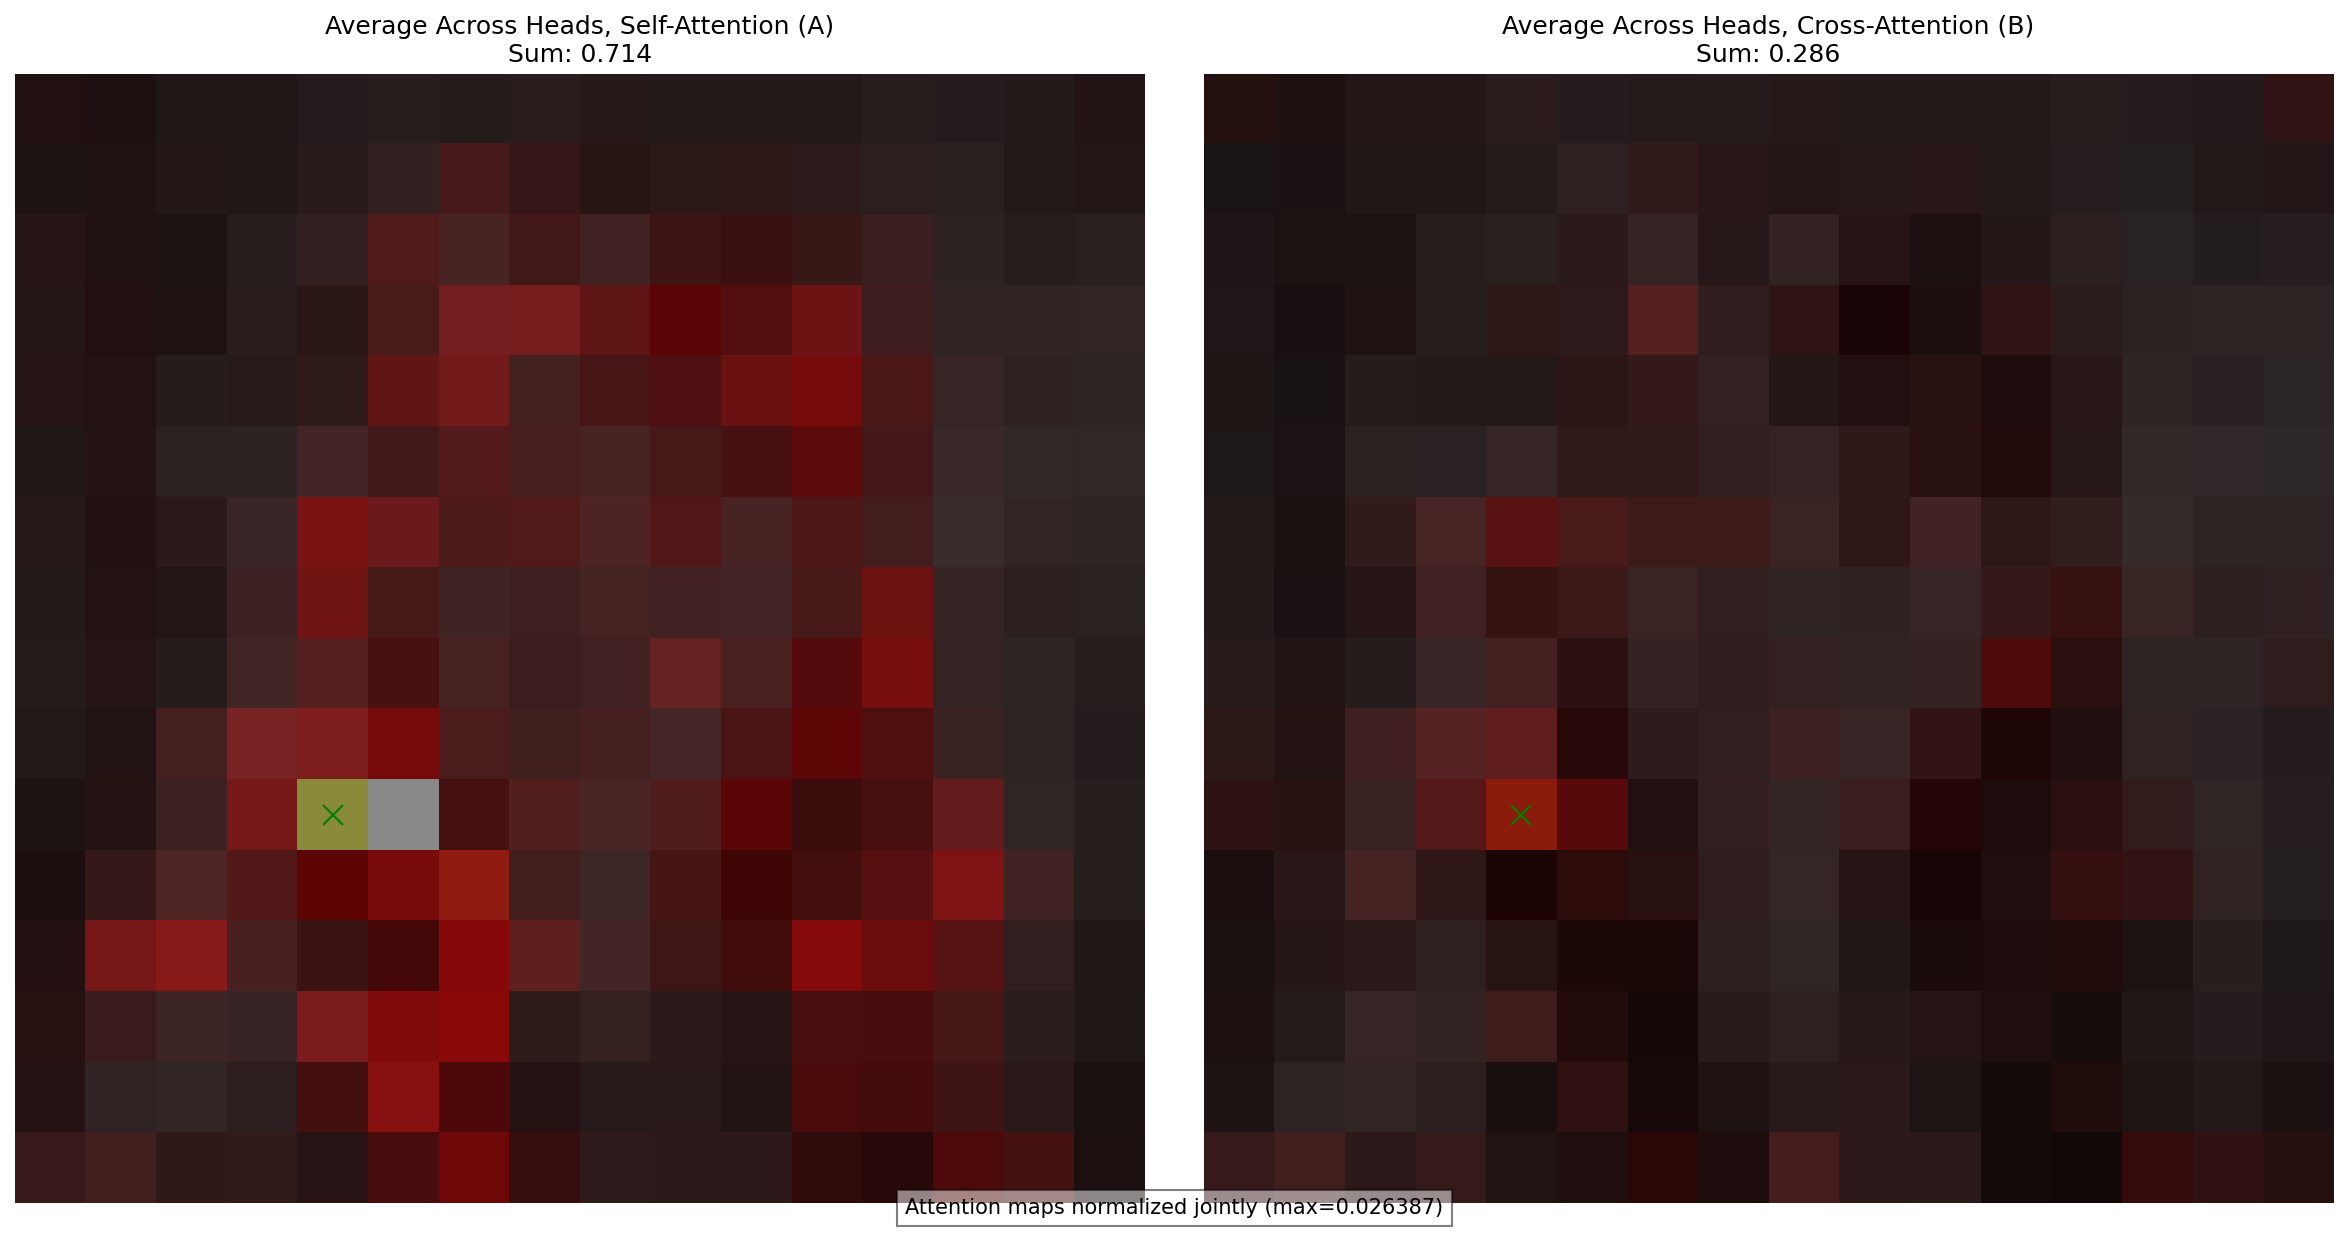 Average Across Heads, Self-Attention (A)
Sum: 0.714
Average Across Heads, Cross-Attention (B)
Sum: 0.286
Attention maps normalized jointly (max=0.026387)